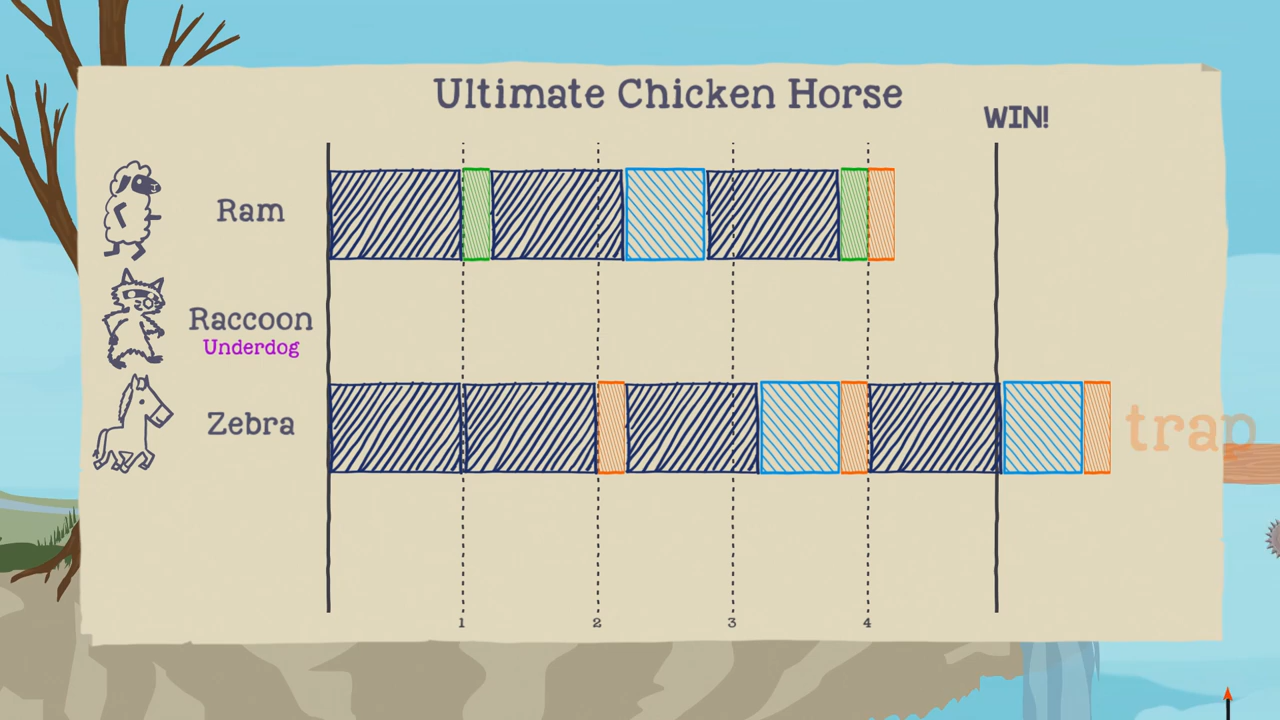 Ultimate Chicken Horse
WIN!
Ram
Raccoon
Underdog
Zebra
trap
1 2 3 4